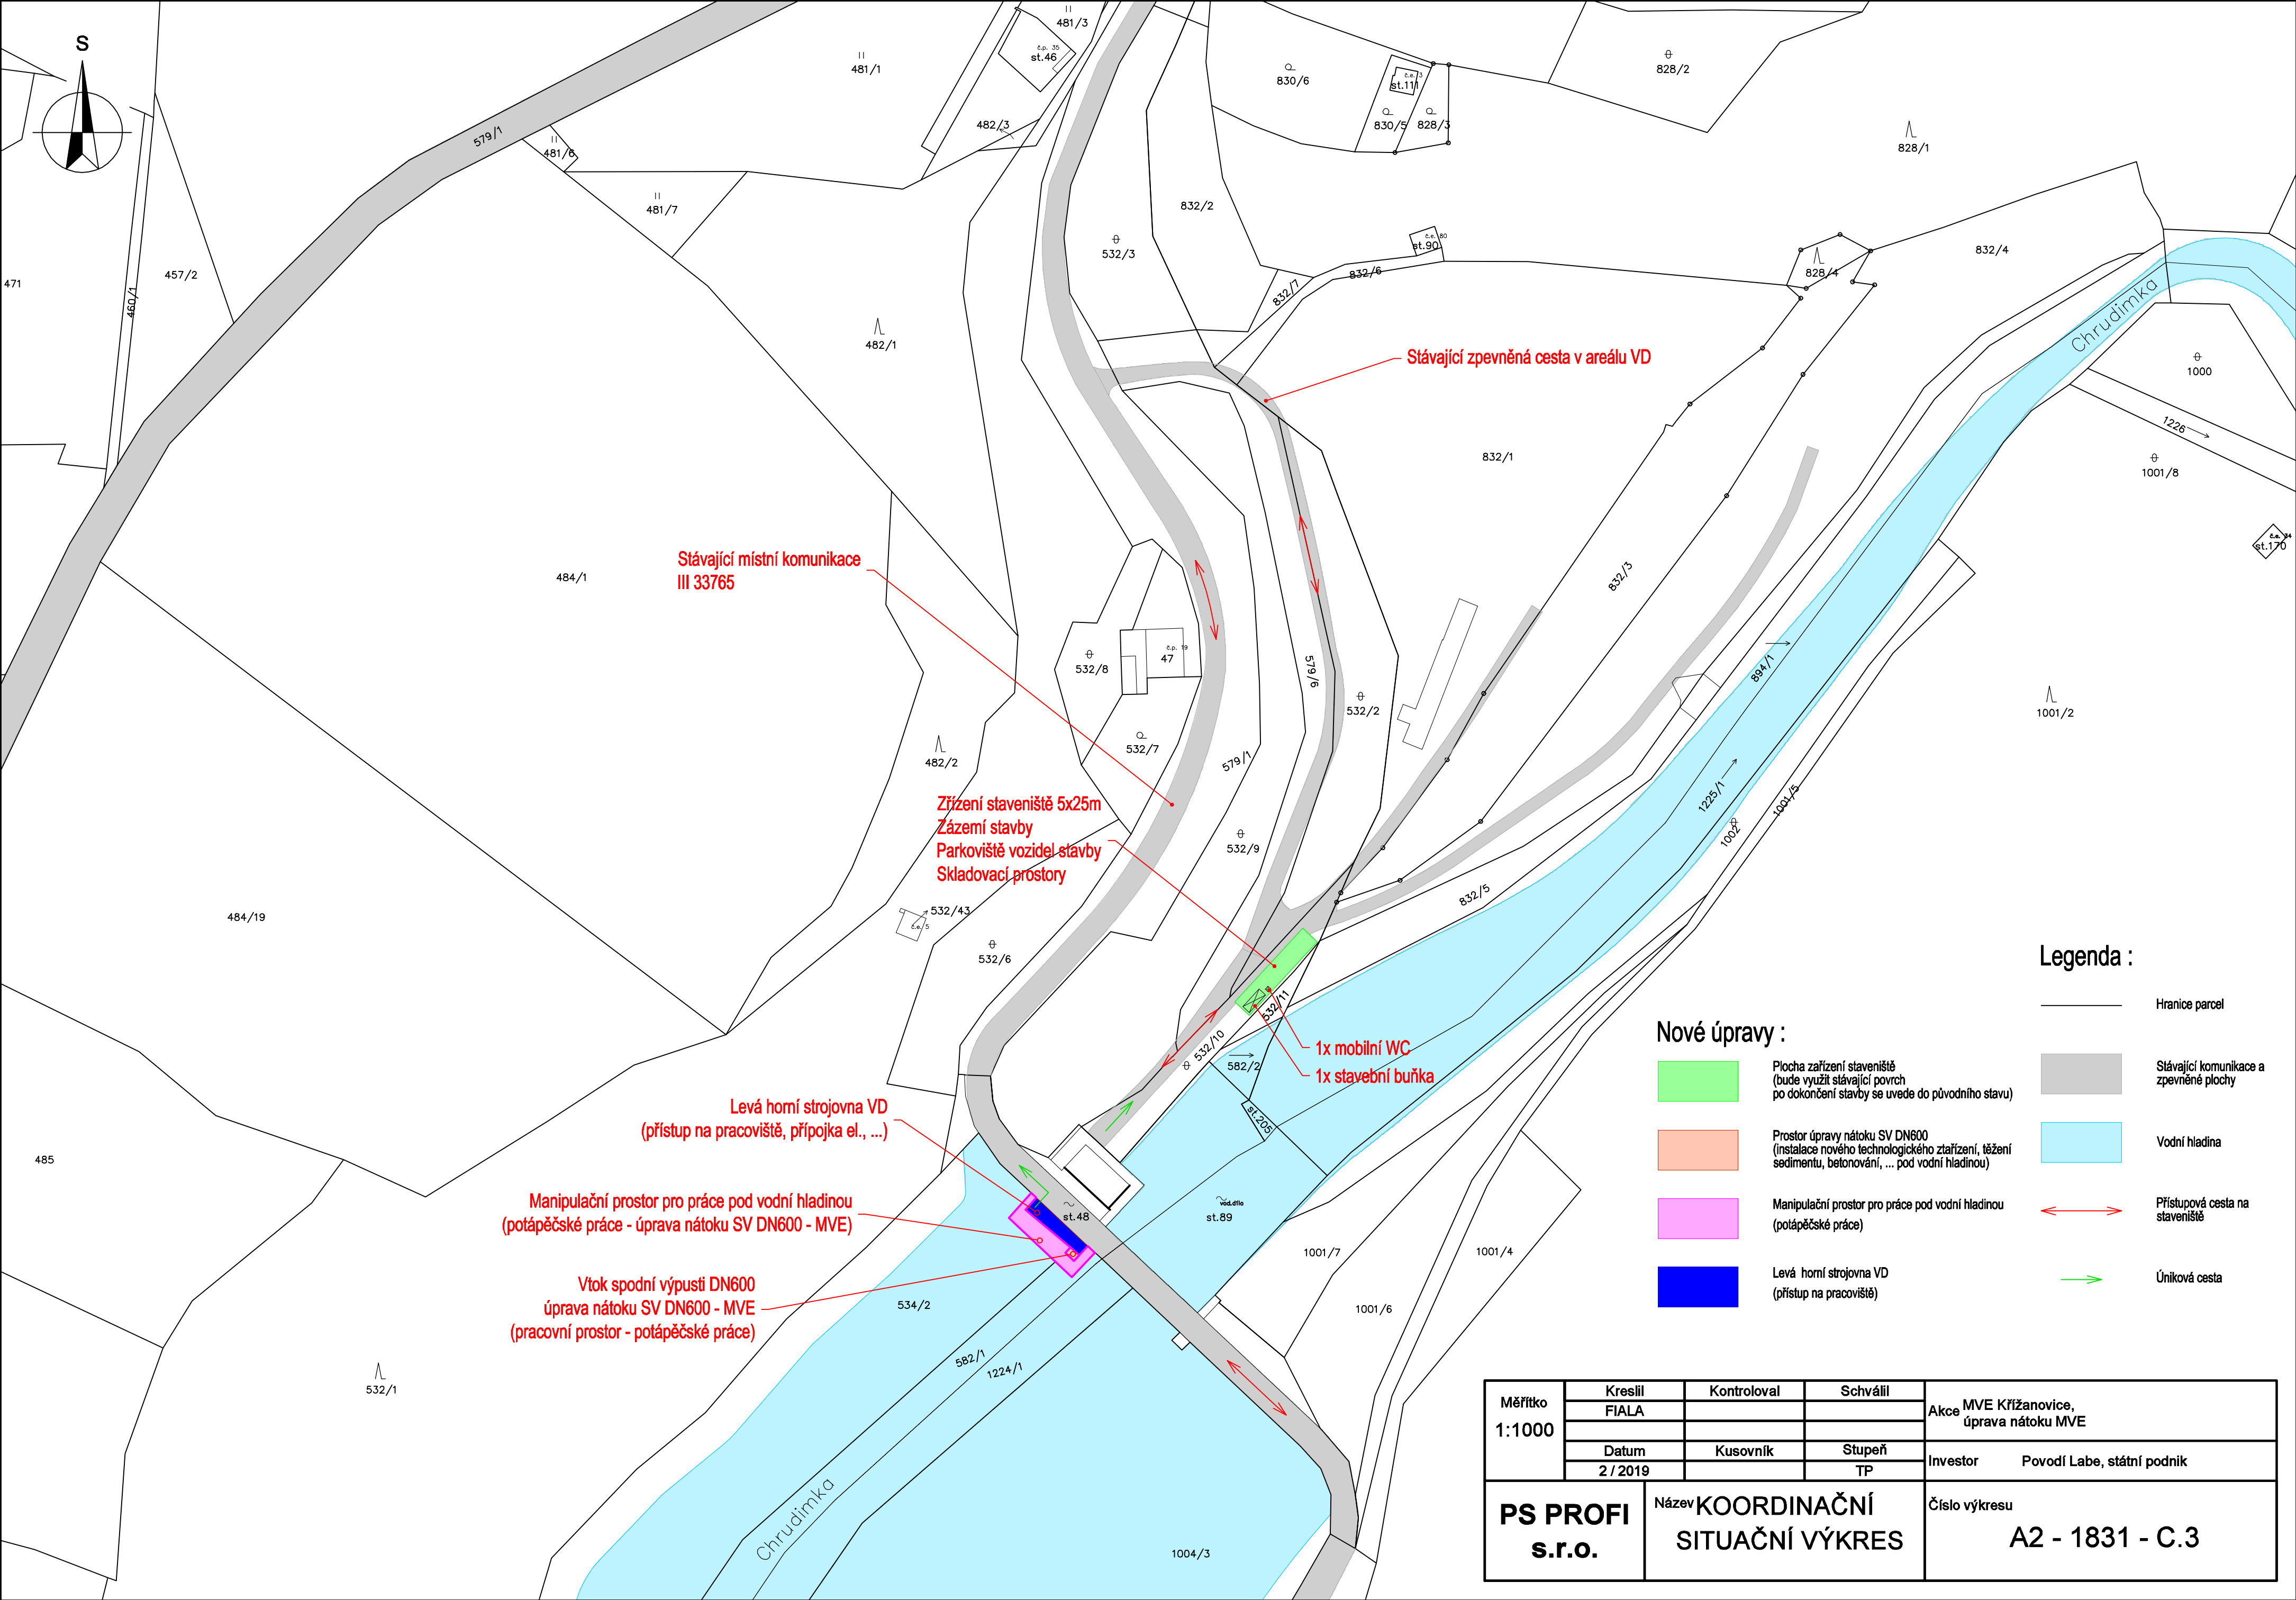 S
481/3
č.p. 35
st.46
481/1
830/6
č.e. 3
st.111
828/2
579/1
481/6
482/3
830/5
828/3
828/1
481/7
832/2
457/2
471
460/1
532/3
č.e. 80
st.90
832/6
832/7
828/4
832/4
Chrudimka
482/1
Stávající zpevněná cesta v areálu VD
1000
1226
832/1
1001/8
č.e. 34
st.170
Stávající místní komunikace
III 33765
484/1
832/3
č.p. 19
47
532/8
579/6
894/1
532/2
1001/2
532/7
482/2
579/1
1225/1
1001/5
1002
Zřízení staveniště 5x25m
Zázemí stavby
Parkoviště vozidel stavby
Skladovací prostory
532/9
832/5
484/19
532/43
č.e. 5
532/6
532/11
532/10
582/2
1x mobilní WC
1x stavební buňka
st.205
Levá horní strojovna VD
(přístup na pracoviště, přípojka el., ...)
485
Manipulační prostor pro práce pod vodní hladinou
(potápěčské práce - úprava nátoku SV DN600 - MVE)
st.48
vod.dílo
st.89
1001/7
1001/4
Vtok spodní výpusti DN600
úprava nátoku SV DN600 - MVE
(pracovní prostor - potápěčské práce)
534/2
1001/6
582/1
1224/1
532/1
Chrudimka
1004/3
Legenda :
Hranice parcel
Stávající komunikace a
zpevněné plochy
Vodní hladina
Přístupová cesta na
staveniště
Úniková cesta
Nové úpravy :
Plocha zařízení staveniště
(bude využit stávající povrch
po dokončení stavby se uvede do původního stavu)
Prostor úpravy nátoku SV DN600
(instalace nového technologického ztařízení, těžení
sedimentu, betonování, ... pod vodní hladinou)
Manipulační prostor pro práce pod vodní hladinou
(potápěčské práce)
Levá horní strojovna VD
(přístup na pracoviště)
Měřítko
1:1000
Kreslil Kontroloval Schválil
FIALA
Datum Kusovník Stupeň
2 / 2019 TP
Akce MVE Křížanovice,
úprava nátoku MVE
Investor Povodí Labe, státní podnik
PS PROFI
s.r.o.
Název KOORDINAČNÍ
SITUAČNÍ VÝKRES
Číslo výkresu
A2 - 1831 - C.3